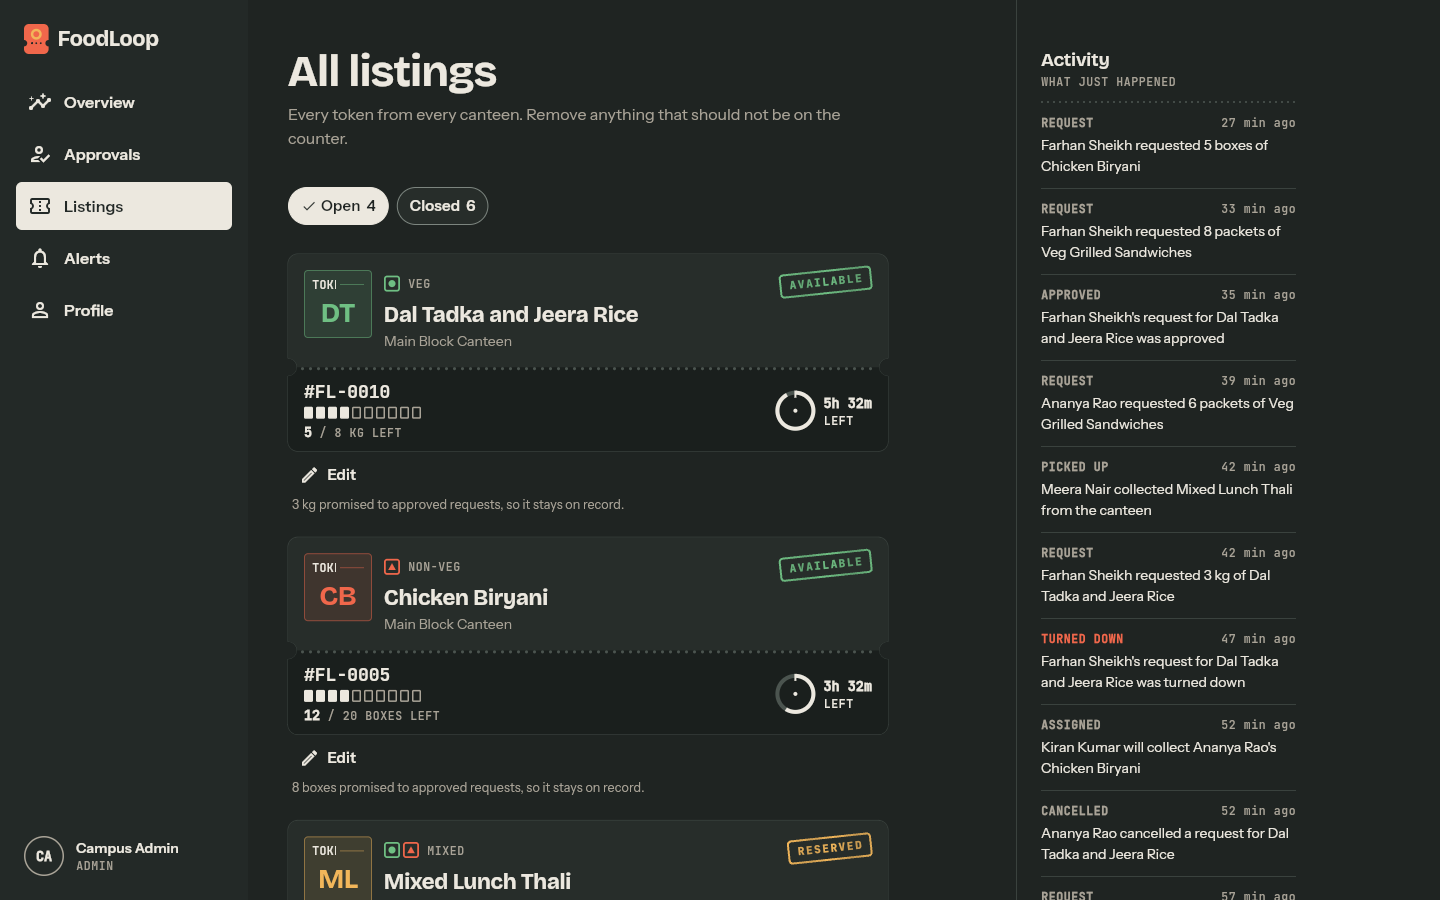 FoodLoop
Overview
Approvals
Listings
Alerts
Profile
CA
Campus Admin
ADMIN
All listings
Every token from every canteen. Remove anything that should not be on the
counter.
Open 4
Closed 6
TOK
DT
VEG
Dal Tadka and Jeera Rice
Main Block Canteen
AVAILABLE
#FL-0010
5 / 8 KG LEFT
5h 32m
LEFT
Edit
3 kg promised to approved requests, so it stays on record.
TOK
CB
NON-VEG
Chicken Biryani
Main Block Canteen
AVAILABLE
#FL-0005
12 / 20 BOXES LEFT
3h 32m
LEFT
Edit
8 boxes promised to approved requests, so it stays on record.
TOK
ML
MIXED
Mixed Lunch Thali
RESERVED
Activity
WHAT JUST HAPPENED
REQUEST 27 min ago
Farhan Sheikh requested 5 boxes of
Chicken Biryani
REQUEST 33 min ago
Farhan Sheikh requested 8 packets of
Veg Grilled Sandwiches
APPROVED 35 min ago
Farhan Sheikh's request for Dal Tadka
and Jeera Rice was approved
REQUEST 39 min ago
Ananya Rao requested 6 packets of Veg
Grilled Sandwiches
PICKED UP 42 min ago
Meera Nair collected Mixed Lunch Thali
from the canteen
REQUEST 42 min ago
Farhan Sheikh requested 3 kg of Dal
Tadka and Jeera Rice
TURNED DOWN 47 min ago
Farhan Sheikh's request for Dal Tadka
and Jeera Rice was turned down
ASSIGNED 52 min ago
Kiran Kumar will collect Ananya Rao's
Chicken Biryani
CANCELLED 52 min ago
Ananya Rao cancelled a request for Dal
Tadka and Jeera Rice
REQUEST 57 min ago